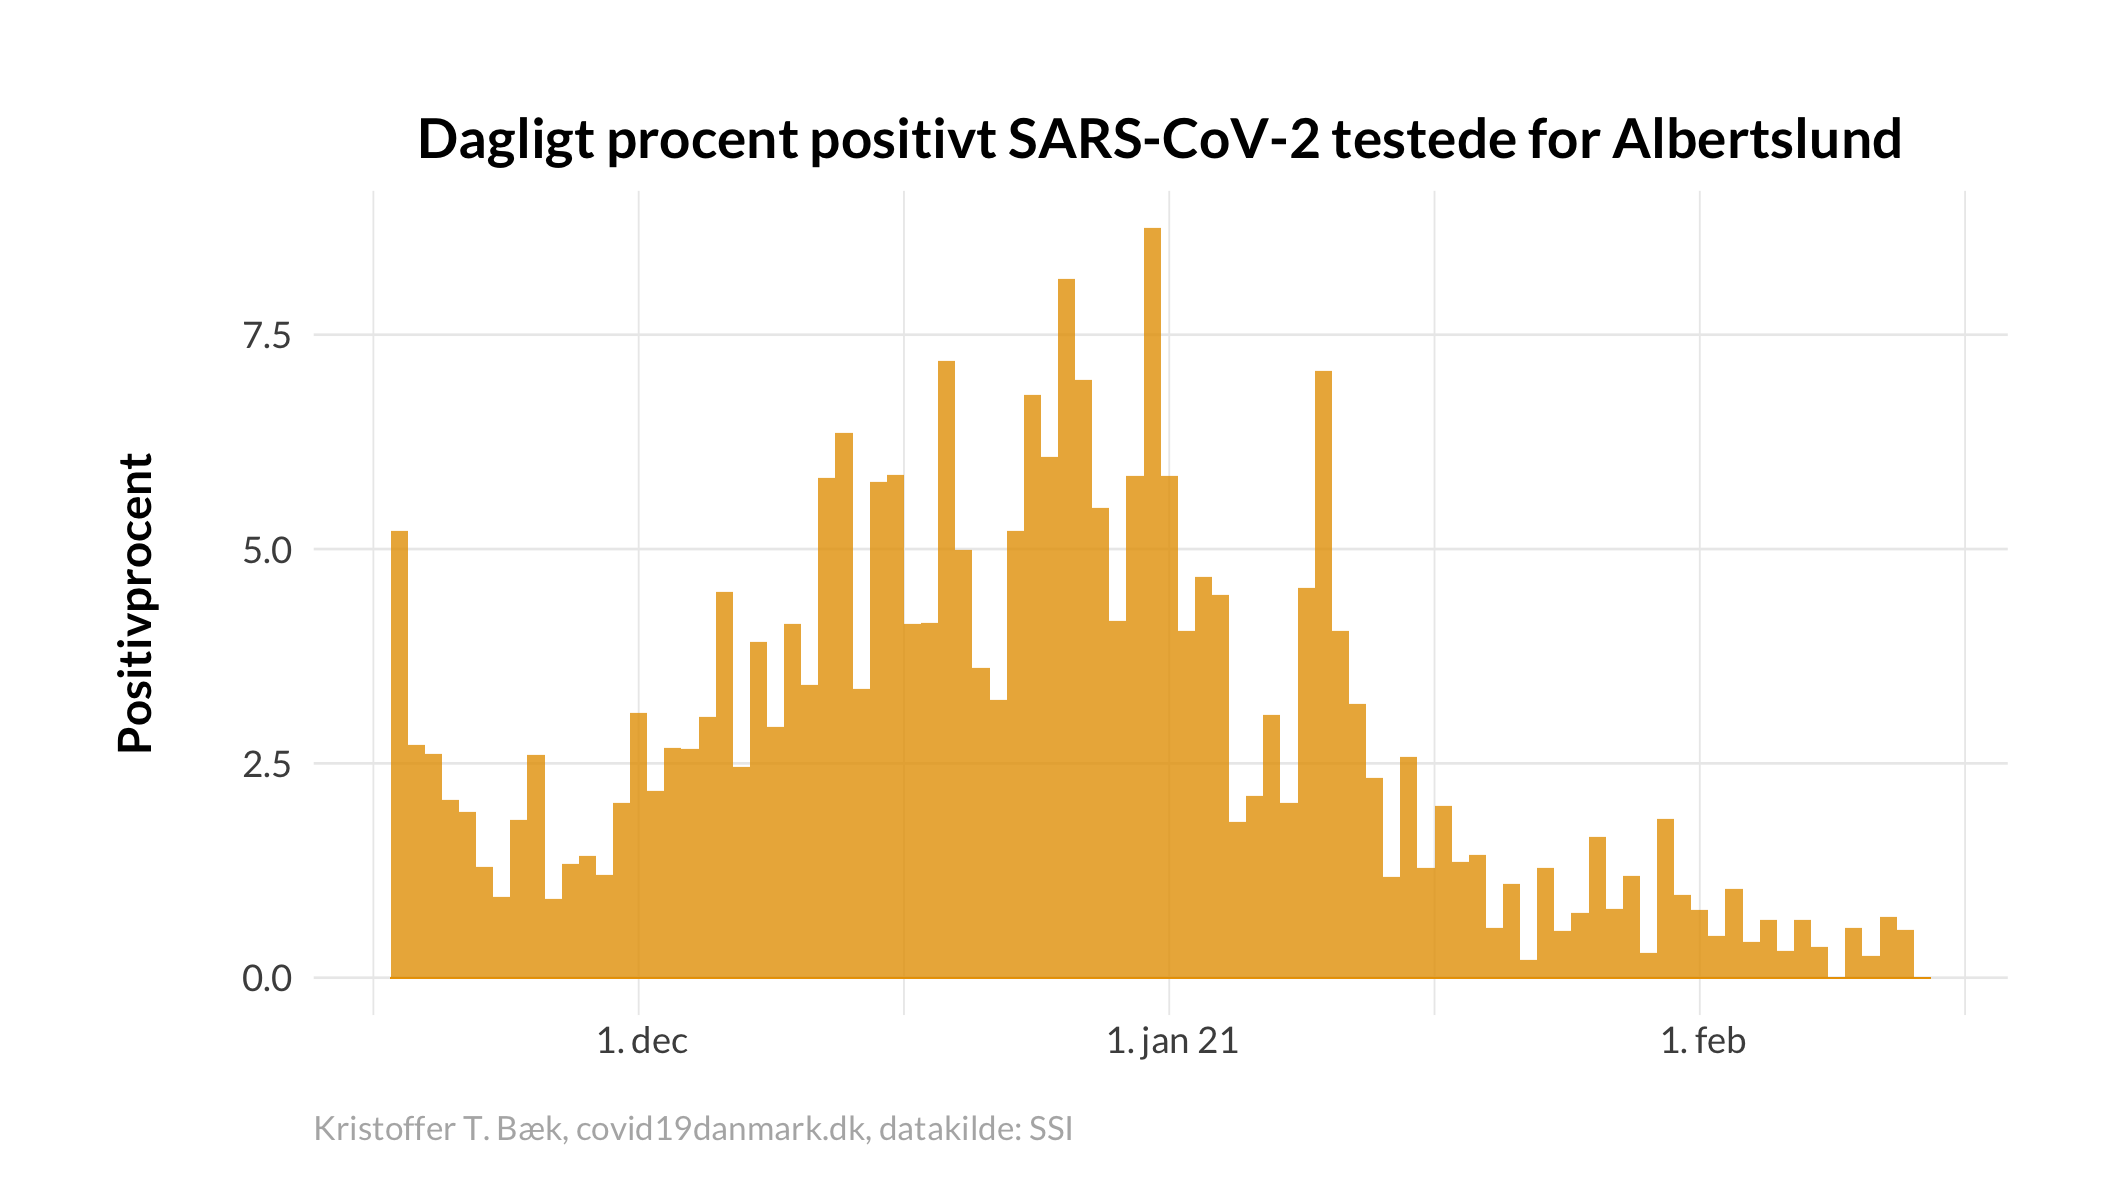 Dagligt procent positivt SARS-CoV-2 testede for Albertslund
Positivprocent
7.5
5.0
2.5
0.0
1. dec
1. jan 21
1. feb
Kristoffer T. Bæk, covid19danmark.dk, datakilde: SSI